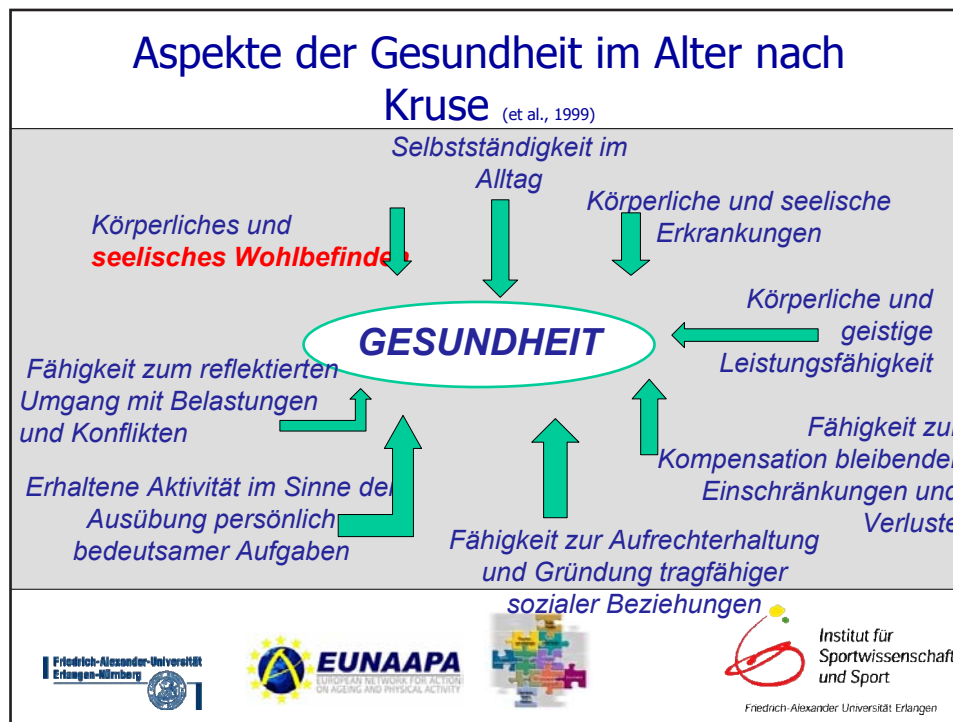 Aspekte der Gesundheit im Alter nach
Kruse (et al., 1999)
Selbstständigkeit im
Alltag
Körperliches und
seelisches Wohlbefinden
Körperliche und seelische
Erkrankungen
GESUNDHEIT
Körperliche und
geistige
Leistungsfähigkeit
Fähigkeit zum reflektierten
Umgang mit Belastungen
und Konflikten
Fähigkeit zur
Kompensation bleibender
Einschränkungen und
Verluste
Erhaltene Aktivität im Sinne der
Ausübung persönlich
bedeutsamer Aufgaben
Fähigkeit zur Aufrechterhaltung
und Gründung tragfähiger
sozialer Beziehungen
Friedrich-Alexander-Universität
Erlangen-Nürnberg
EUNAAPA
EUROPEAN NETWORK FOR ACTION
ON AGEING AND PHYSICAL ACTIVITY
Institut für
Sportwissenschaft
und Sport
Friedrich-Alexander Universität Erlangen